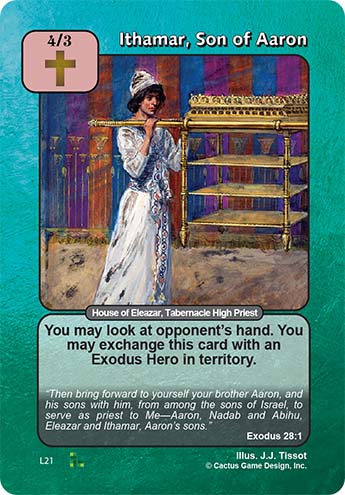 4/3
Ithamar, Son of Aaron
House of Eleazar, Tabernacle High Priest
You may look at opponent's hand. You
may exchange this card with an
Exodus Hero in territory.
"Then bring forward to yourself your brother Aaron, and
his sons with him, from among the sons of Israel, to
serve as priest to Me—Aaron, Nadab and Abihu,
Eleazar and Ithamar, Aaron's sons."
Exodus 28:1
L21
Illus. J.J. Tissot
© Cactus Game Design, Inc.